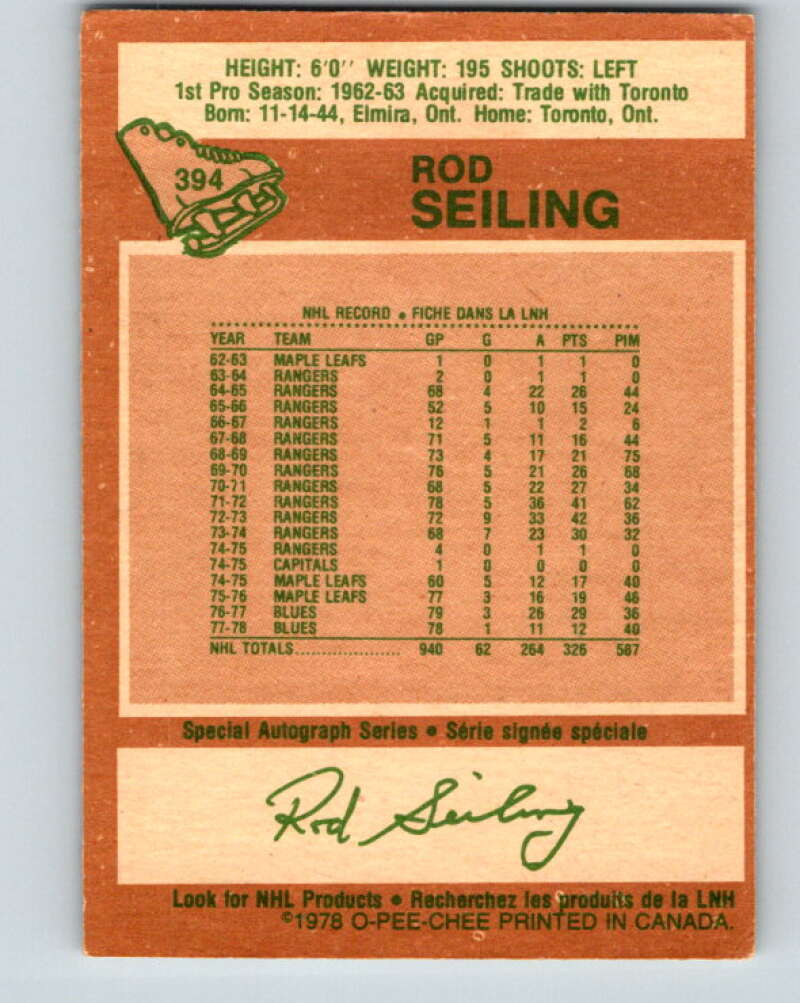 HEIGHT: 6'0'' WEIGHT: 195 SHOOTS: LEFT
1st Pro Season: 1962-63 Acquired: Trade with Toronto
Born: 11-14-44, Elmira, Ont. Home: Toronto, Ont.
394
ROD
SEILING
NHL RECORD • FICHE DANS LA LNH
YEAR TEAM GP G A PTS PIM
62-63 MAPLE LEAFS 1 0 1 1 0
63-64 RANGERS 2 0 1 1 0
64-65 RANGERS 68 4 22 26 44
65-66 RANGERS 52 5 10 15 24
66-67 RANGERS 12 1 1 2 6
67-68 RANGERS 71 5 11 16 44
68-69 RANGERS 73 4 17 21 75
69-70 RANGERS 76 5 21 26 68
70-71 RANGERS 68 5 22 27 34
71-72 RANGERS 78 5 36 41 62
72-73 RANGERS 72 9 33 42 36
73-74 RANGERS 68 7 23 30 32
74-75 RANGERS 4 0 1 1 0
74-75 CAPITALS 1 0 0 0 0
74-75 MAPLE LEAFS 60 5 12 17 40
75-76 MAPLE LEAFS 77 3 16 19 46
76-77 BLUES 79 3 26 29 36
77-78 BLUES 78 1 11 12 40
NHL TOTALS................... 940 62 264 326 587
Special Autograph Series • Série signée spéciale
Rod Seiling
Look for NHL Products • Recherchez les produits de la LNH
©1978 O-PEE-CHEE PRINTED IN CANADA.